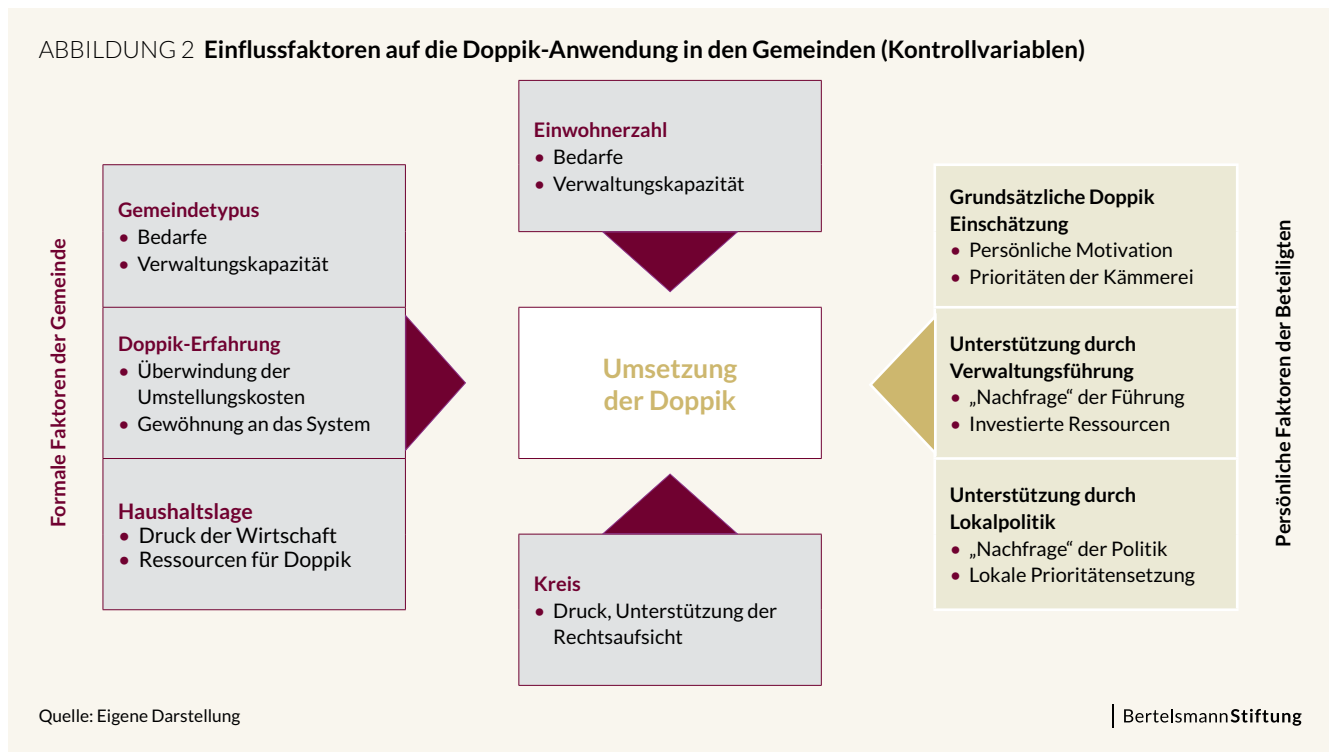 ABBILDUNG 2 Einflussfaktoren auf die Doppik-Anwendung in den Gemeinden (Kontrollvariablen)
Formale Faktoren der Gemeinde
Gemeindetypus
• Bedarfe
• Verwaltungskapazität
Doppik-Erfahrung
• Überwindung der
Umstellungskosten
• Gewöhnung an das System
Haushaltslage
• Druck der Wirtschaft
• Ressourcen für Doppik
Einwohnerzahl
• Bedarfe
• Verwaltungskapazität
Umsetzung
der Doppik
Kreis
• Druck, Unterstützung der
Rechtsaufsicht
Grundsätzliche Doppik
Einschätzung
• Persönliche Motivation
• Prioritäten der Kämmerei
Unterstützung durch
Verwaltungsführung
• „Nachfrage“ der Führung
• Investierte Ressourcen
Unterstützung durch
Lokalpolitik
• „Nachfrage“ der Politik
• Lokale Prioritätensetzung
Persönliche Faktoren der Beteiligten
Quelle: Eigene Darstellung
BertelsmannStiftung